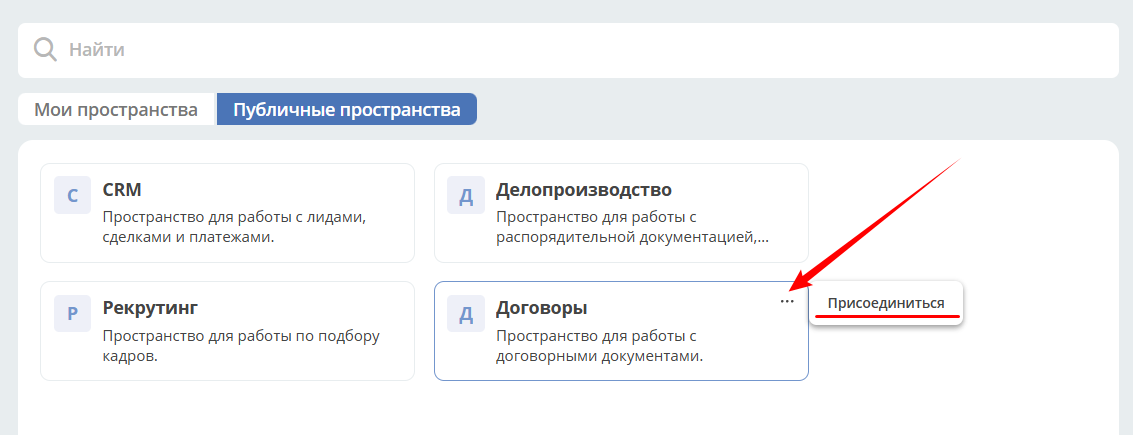 Найти
Мои пространства
Публичные пространства
С
CRM
Пространство для работы с лидами,
сделками и платежами.
Д
Делопроизводство
Пространство для работы с
распорядительной документацией,...
Р
Рекрутинг
Пространство для работы по подбору
кадров.
Д
Договоры
...
Пространство для работы с
договорными документами.
Присоединиться